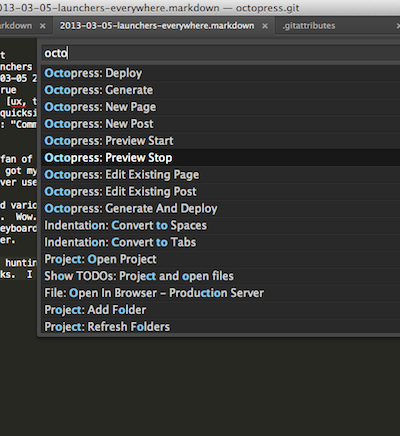 2013-03-05-launchers-everywhere.markdown — octopress.git
arkdown × 2013-03-05-launchers-everywhere.markdown × .gitattributes
t
octo
unchers
Octopress: Deploy
03-05 2
Octopress: Generate
rue
[ux, t
Octopress: New Page
quicksi
Octopress: New Post
: "Comm
Octopress: Preview Start
Octopress: Preview Stop
fan of
Octopress: Edit Existing Page
got my
Octopress: Edit Existing Post
ver use
Octopress: Generate And Deploy
d vario
Indentation: Convert to Spaces
. Wow.
Indentation: Convert to Tabs
eyboard
er.
Project: Open Project
huntin
Show TODOs: Project and open files
ks. I
File: Open In Browser – Production Server
Project: Add Folder
Project: Refresh Folders